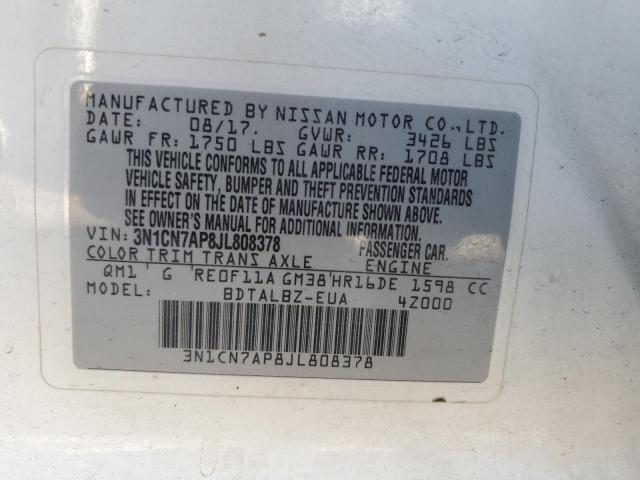 MANUFACTURED BY NISSAN MOTOR CO.,LTD.
DATE: 08/17. GVWR: 3426 LBS
GAWR FR: 1750 LBS GAWR RR: 1708 LBS
THIS VEHICLE CONFORMS TO ALL APPLICABLE FEDERAL MOTOR
VEHICLE SAFETY, BUMPER AND THEFT PREVENTION STANDARDS
IN EFFECT ON THE DATE OF MANUFACTURE SHOWN ABOVE. SEE
OWNER'S MANUAL FOR ADDITIONAL INFORMATION.
VIN: 3N1CN7AP8JL808378 PASSENGER CAR.
COLOR TRIM TRANS AXLE ENGINE
QM1 G RE0F11A GM38 HR16DE 1598 CC
MODEL: BDTALBZ-EUA 4Z000
3N1CN7AP8JL808378